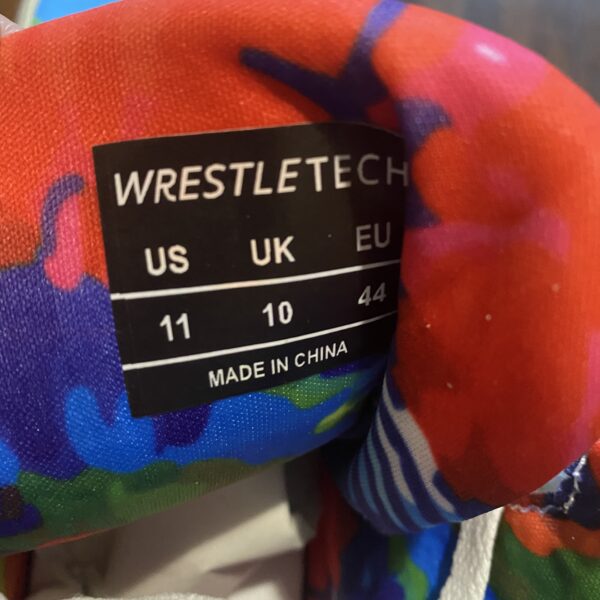 WRESTLETECH
US UK EU
11 10 44
MADE IN CHINA